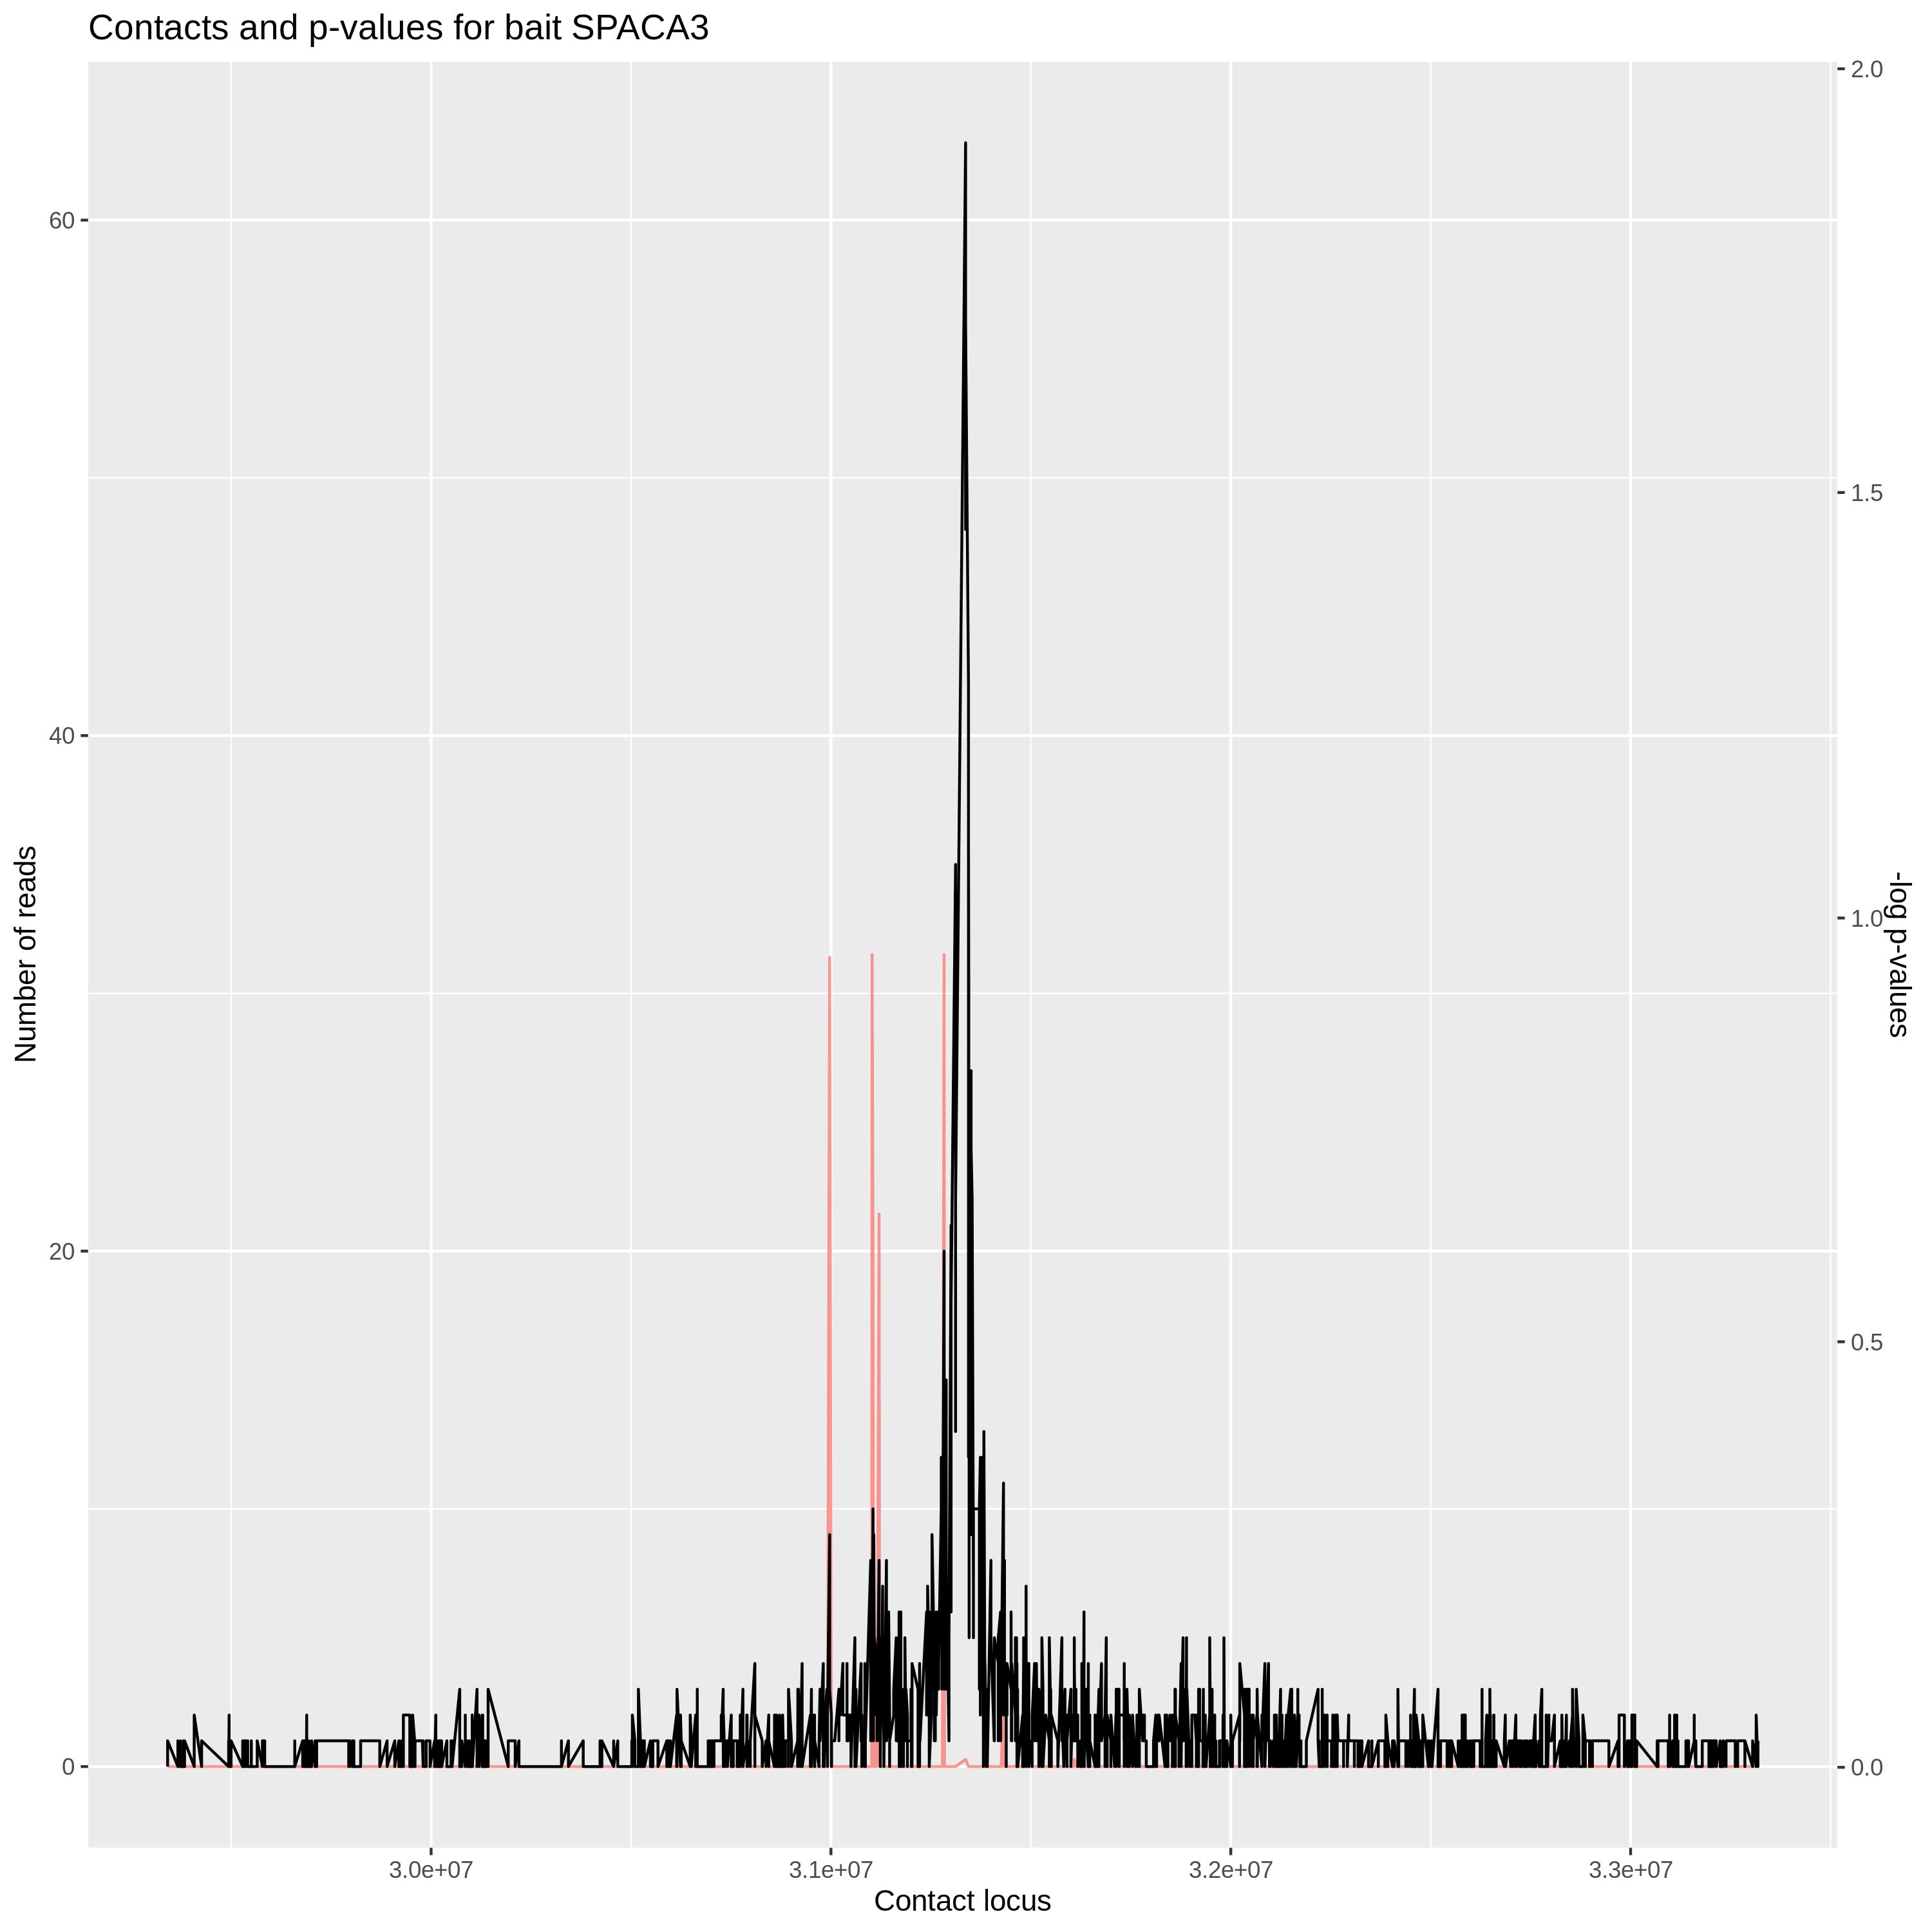 Contacts and p-values for bait SPACA3
2.0
60
1.5
40
1.0
Number of reads
-log p-values
20
0.5
0
0.0
3.0e+07 3.1e+07 3.2e+07 3.3e+07
Contact locus